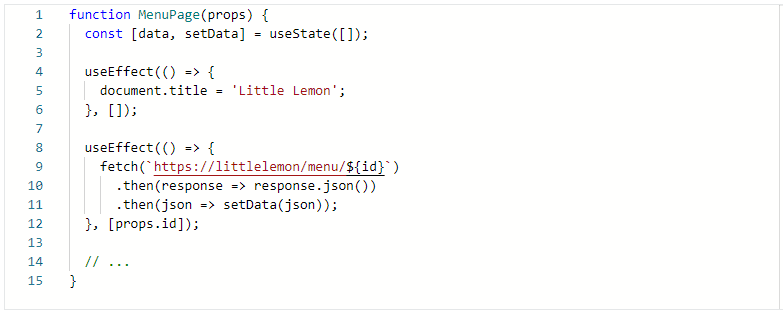 1 function MenuPage(props) {
2   const [data, setData] = useState([]);
3
4   useEffect(() => {
5     document.title = 'Little Lemon';
6   }, []);
7
8   useEffect(() => {
9     fetch(`https://littlelemon/menu/${id}`)
10       .then(response => response.json())
11       .then(json => setData(json));
12   }, [props.id]);
13
14   // ...
15 }